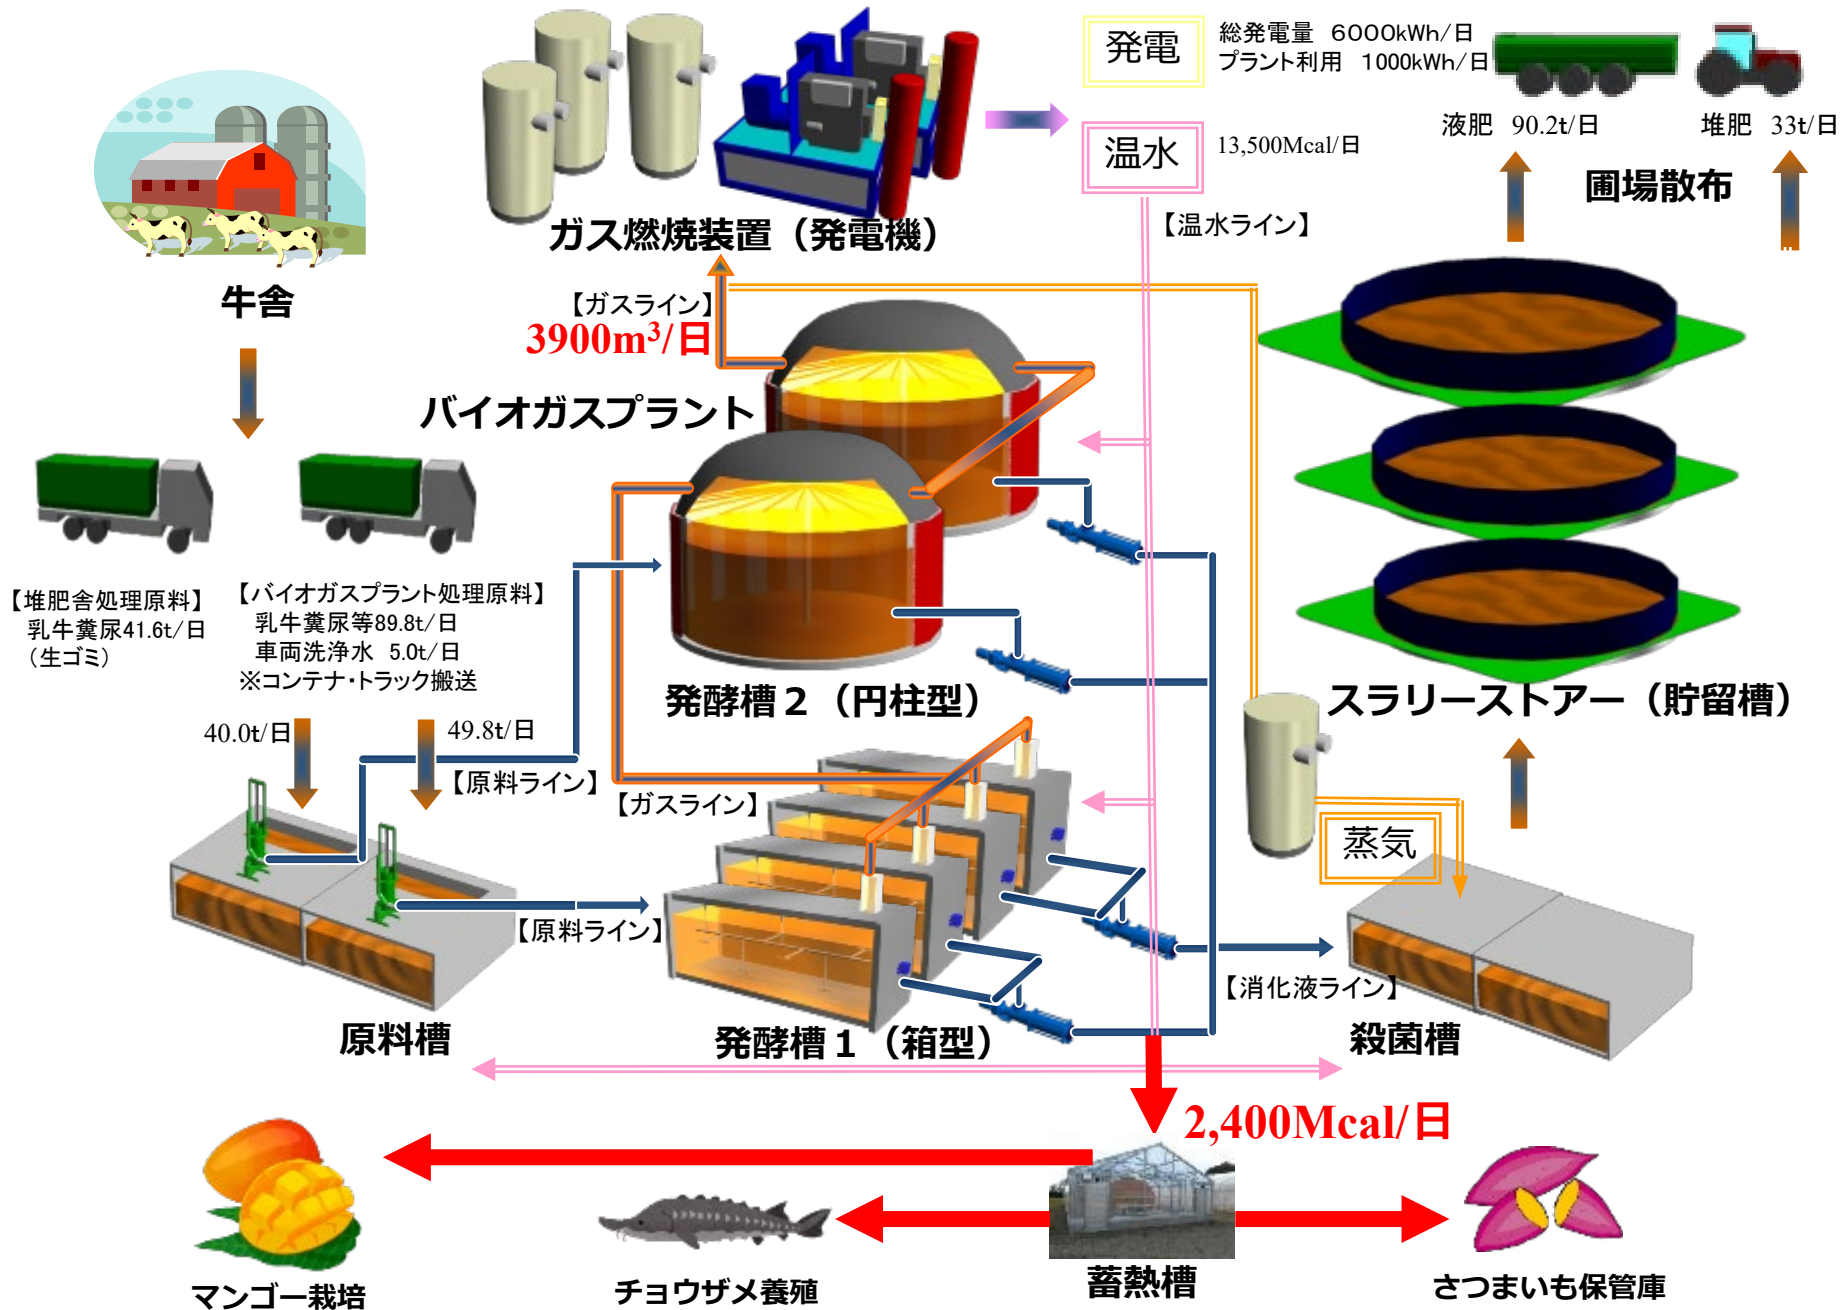 発電
総発電量 6000kWh/日
プラント利用 1000kWh/日
温水
13,500Mcal/日
液肥 90.2t/日
堆肥 33t/日
圃場散布
ガス燃焼装置（発電機）
【温水ライン】
牛舎
【ガスライン】
3900m³/日
バイオガスプラント
【堆肥舎処理原料】
乳牛糞尿41.6t/日
（生ゴミ）
【バイオガスプラント処理原料】
乳牛糞尿等89.8t/日
車両洗浄水 5.0t/日
※コンテナ・トラック搬送
発酵槽２（円柱型）
スラリーストアー（貯留槽）
40.0t/日
49.8t/日
【原料ライン】
【ガスライン】
蒸気
【原料ライン】
【消化液ライン】
原料槽
発酵槽１（箱型）
殺菌槽
2,400Mcal/日
マンゴー栽培
チョウザメ養殖
蓄熱槽
さつまいも保管庫